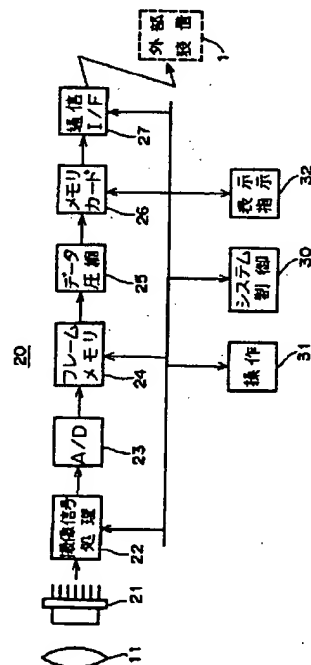 20
撮像信号
処理
A/D
フレーム
メモリ
データ
圧縮
メモリ
カード
通信
I/F
外部
装置
11
21
22
23
24
25
26
27
1
操作
システム
制御
表示
指示
31
30
32